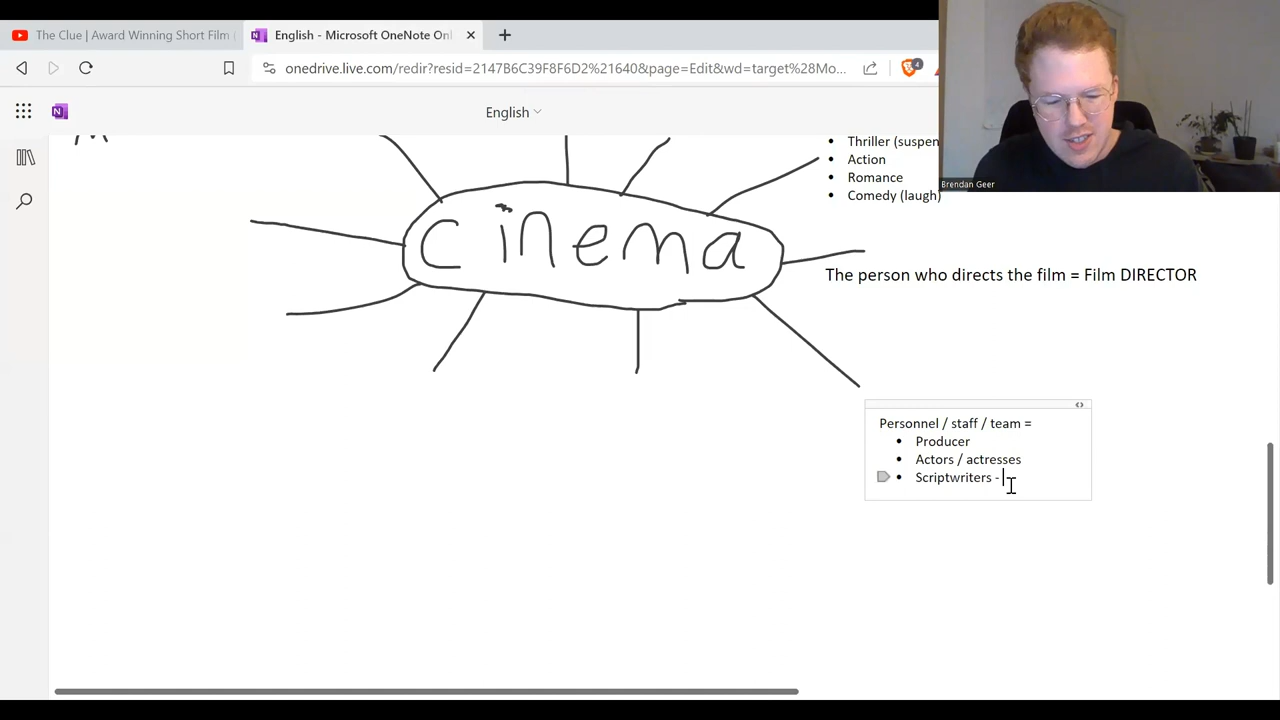 The Clue | Award Winning Short Film
English - Microsoft OneNote Onl
onedrive.live.com/redir?resid=2147B6C39F8F6D2%21640&page=Edit&wd=target%28Mo...
4
English
Thriller (suspen
Action
Romance
Comedy (laugh)
Brendan Geer
cinema
The person who directs the film = Film DIRECTOR
Personnel / staff / team =
Producer
Actors / actresses
Scriptwriters -